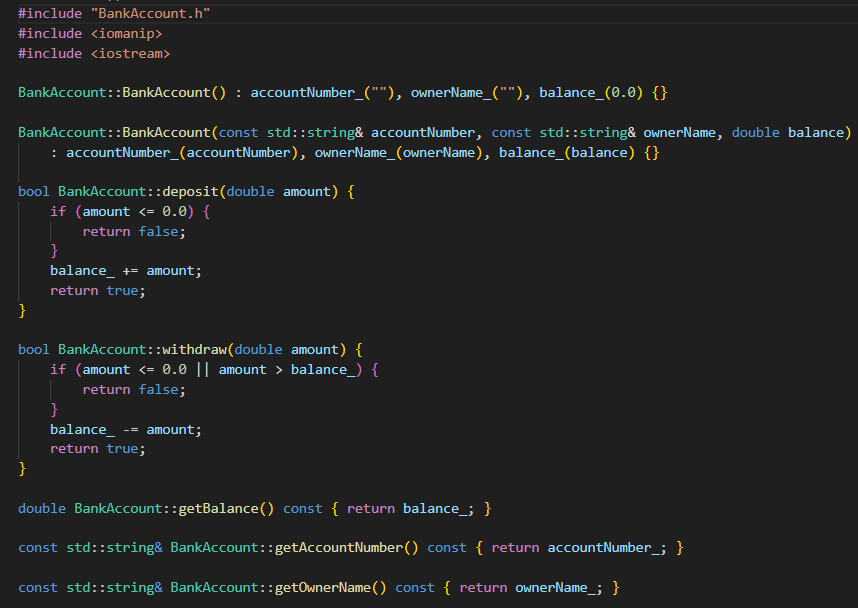 #include "BankAccount.h"
#include <iomanip>
#include <iostream>

BankAccount::BankAccount() : accountNumber_(""), ownerName_(""), balance_(0.0) {}

BankAccount::BankAccount(const std::string& accountNumber, const std::string& ownerName, double balance)
    : accountNumber_(accountNumber), ownerName_(ownerName), balance_(balance) {}

bool BankAccount::deposit(double amount) {
    if (amount <= 0.0) {
        return false;
    }
    balance_ += amount;
    return true;
}

bool BankAccount::withdraw(double amount) {
    if (amount <= 0.0 || amount > balance_) {
        return false;
    }
    balance_ -= amount;
    return true;
}

double BankAccount::getBalance() const { return balance_; }

const std::string& BankAccount::getAccountNumber() const { return accountNumber_; }

const std::string& BankAccount::getOwnerName() const { return ownerName_; }